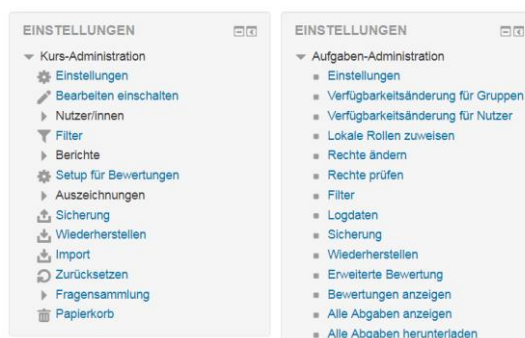 EINSTELLUNGEN
Kurs-Administration
Einstellungen
Bearbeiten einschalten
Nutzer/innen
Filter
Berichte
Setup für Bewertungen
Auszeichnungen
Sicherung
Wiederherstellen
Import
Zurücksetzen
Fragensammlung
Papierkorb
EINSTELLUNGEN
Aufgaben-Administration
Einstellungen
Verfügbarkeitsänderung für Gruppen
Verfügbarkeitsänderung für Nutzer
Lokale Rollen zuweisen
Rechte ändern
Rechte prüfen
Filter
Logdaten
Sicherung
Wiederherstellen
Erweiterte Bewertung
Bewertungen anzeigen
Alle Abgaben anzeigen
Alle Abgaben herunterladen